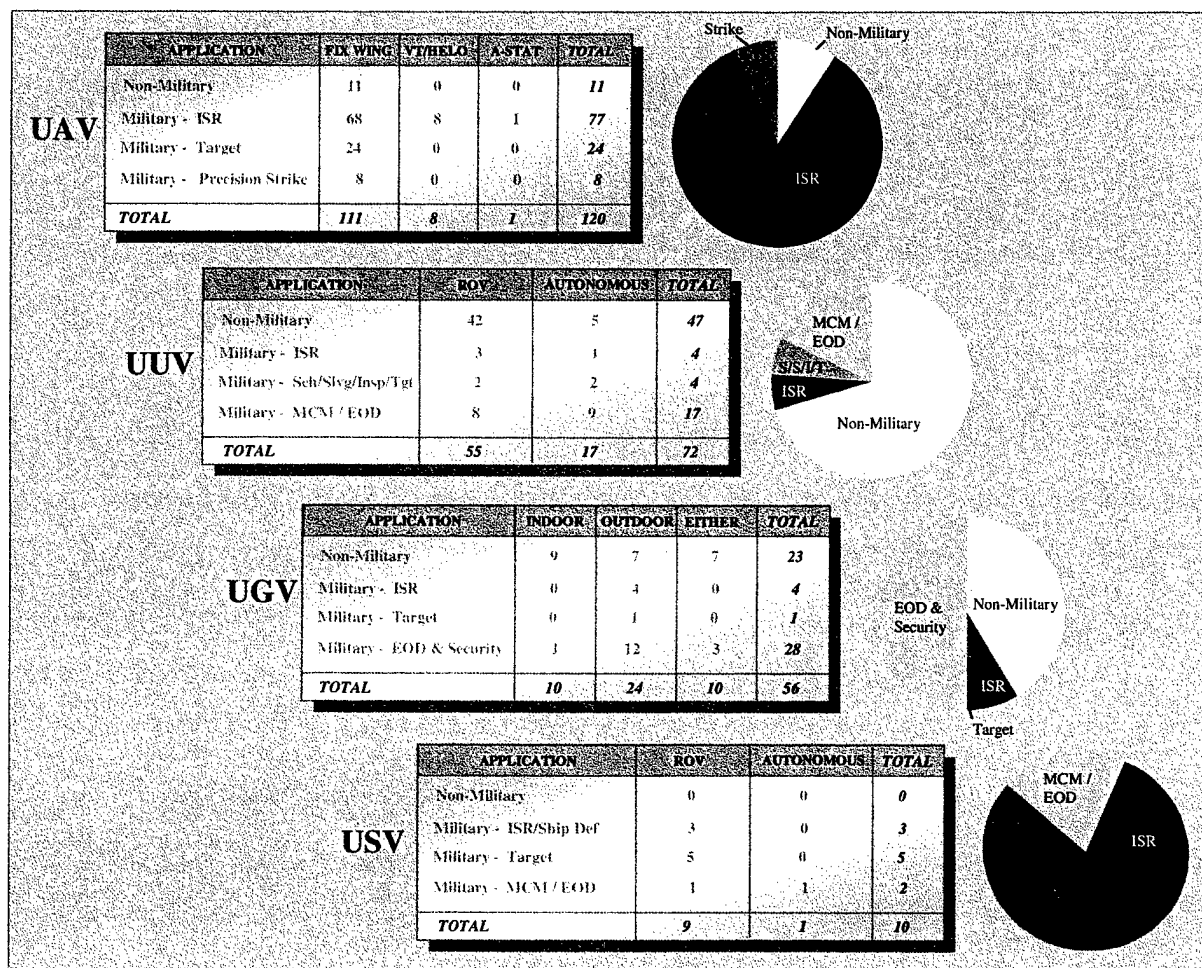 APPLICATION FIX WING VT/HELO A-STAT TOTAL
Non-Military 11 0 0 11
Military - ISR 68 8 1 77
Military - Target 24 0 0 24
Military - Precision Strike 8 0 0 8
TOTAL 111 8 1 120
UAV
Strike
Non-Military
ISR
APPLICATION ROV AUTONOMOUS TOTAL
Non-Military 42 5 47
Military - ISR 3 1 4
Military - Sch/Slvg/Insp/Tgt 2 2 4
Military - MCM / EOD 8 9 17
TOTAL 55 17 72
UUV
MCM /
EOD
S/S/I/T
ISR
Non-Military
APPLICATION INDOOR OUTDOOR EITHER TOTAL
Non-Military 9 7 7 23
Military - ISR 0 4 0 4
Military - Target 0 1 0 1
Military - EOD & Security 1 12 3 28
TOTAL 10 24 10 56
UGV
EOD &
Security
Non-Military
ISR
Target
APPLICATION ROV AUTONOMOUS TOTAL
Non-Military 0 0 0
Military - ISR/Ship Def 3 0 3
Military - Target 5 0 5
Military - MCM / EOD 1 1 2
TOTAL 9 1 10
USV
MCM /
EOD
ISR